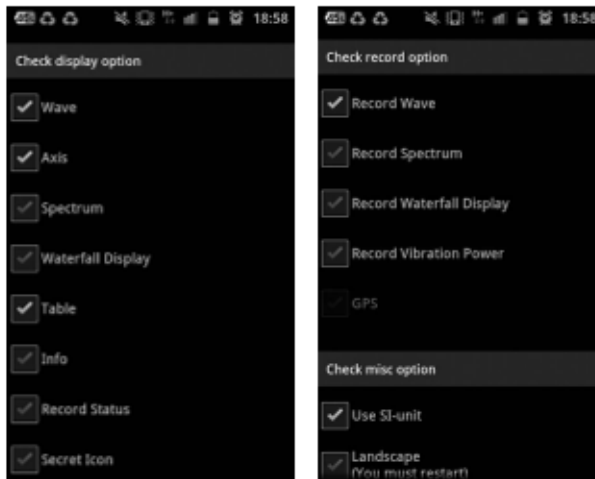 18:58
Check display option
Wave
Axis
Spectrum
Waterfall Display
Table
Info
Record Status
Secret Icon
18:58
Check record option
Record Wave
Record Spectrum
Record Waterfall Display
Record Vibration Power
GPS
Check misc option
Use SI-unit
Landscape
(You must restart)